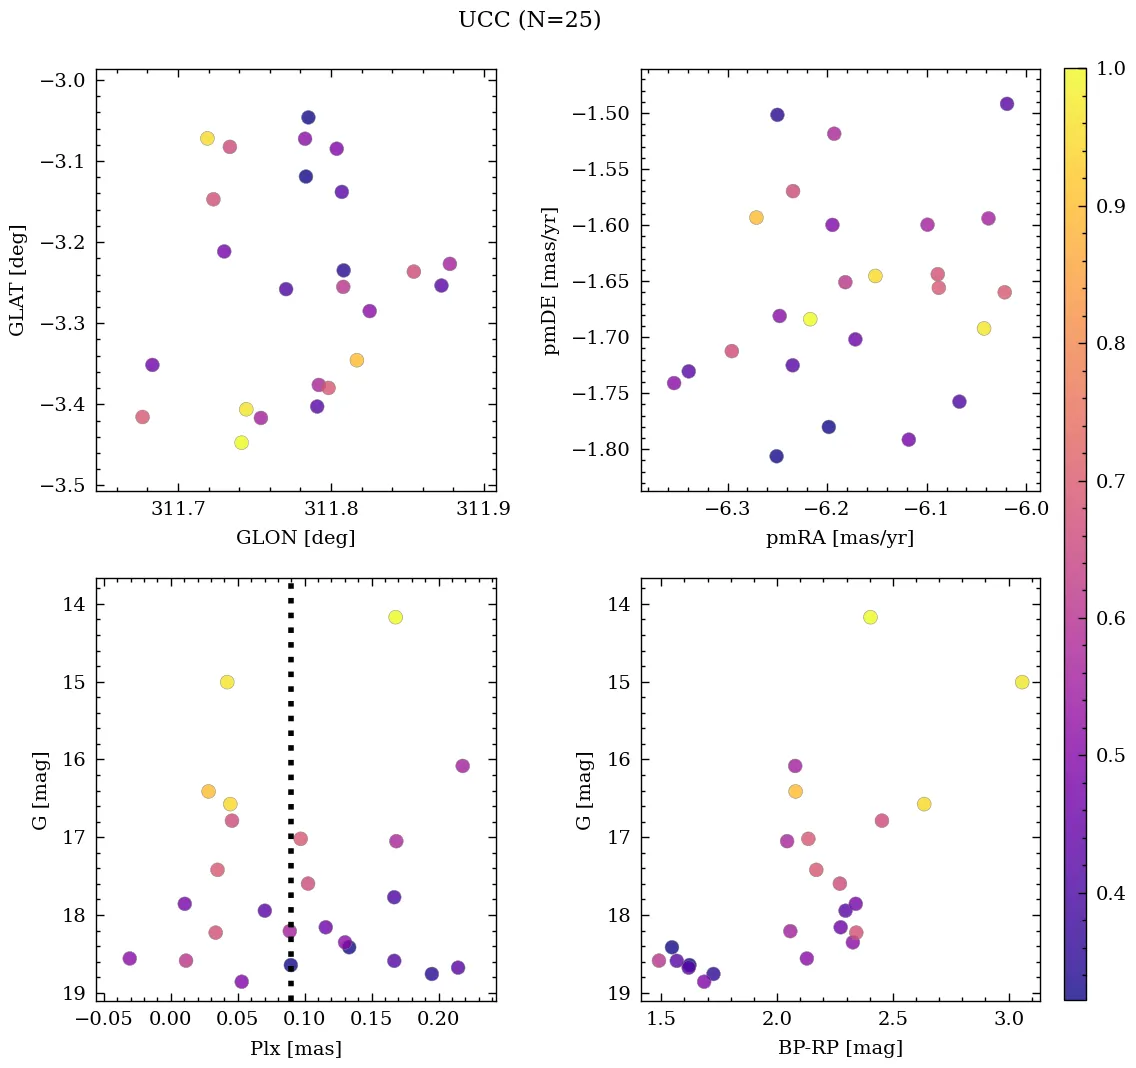 UCC (N=25)
−3.0
−3.1
−3.2
−3.3
−3.4
−3.5
GLAT [deg]
311.7 311.8 311.9
GLON [deg]
−1.50
−1.55
−1.60
−1.65
−1.70
−1.75
−1.80
pmDE [mas/yr]
−6.3 −6.2 −6.1 −6.0
pmRA [mas/yr]
14
15
16
17
18
19
G [mag]
−0.05 0.00 0.05 0.10 0.15 0.20
Plx [mas]
14
15
16
17
18
19
G [mag]
1.5 2.0 2.5 3.0
BP-RP [mag]
1.0
0.9
0.8
0.7
0.6
0.5
0.4